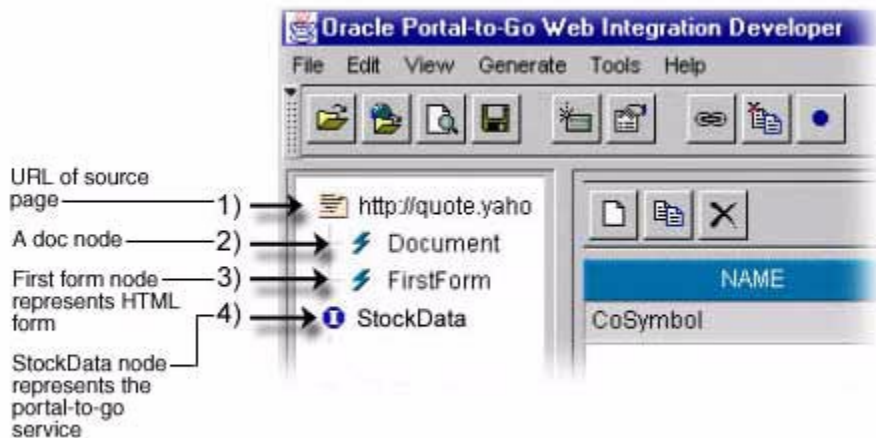 Oracle Portal-to-Go Web Integration Developer
File Edit View Generate Tools Help
URL of source
page
1)
http://quote.yaho
A doc node
2)
Document
First form node
represents HTML
form
3)
FirstForm
4)
StockData
StockData node
represents the
portal-to-go
service
NAME
CoSymbol